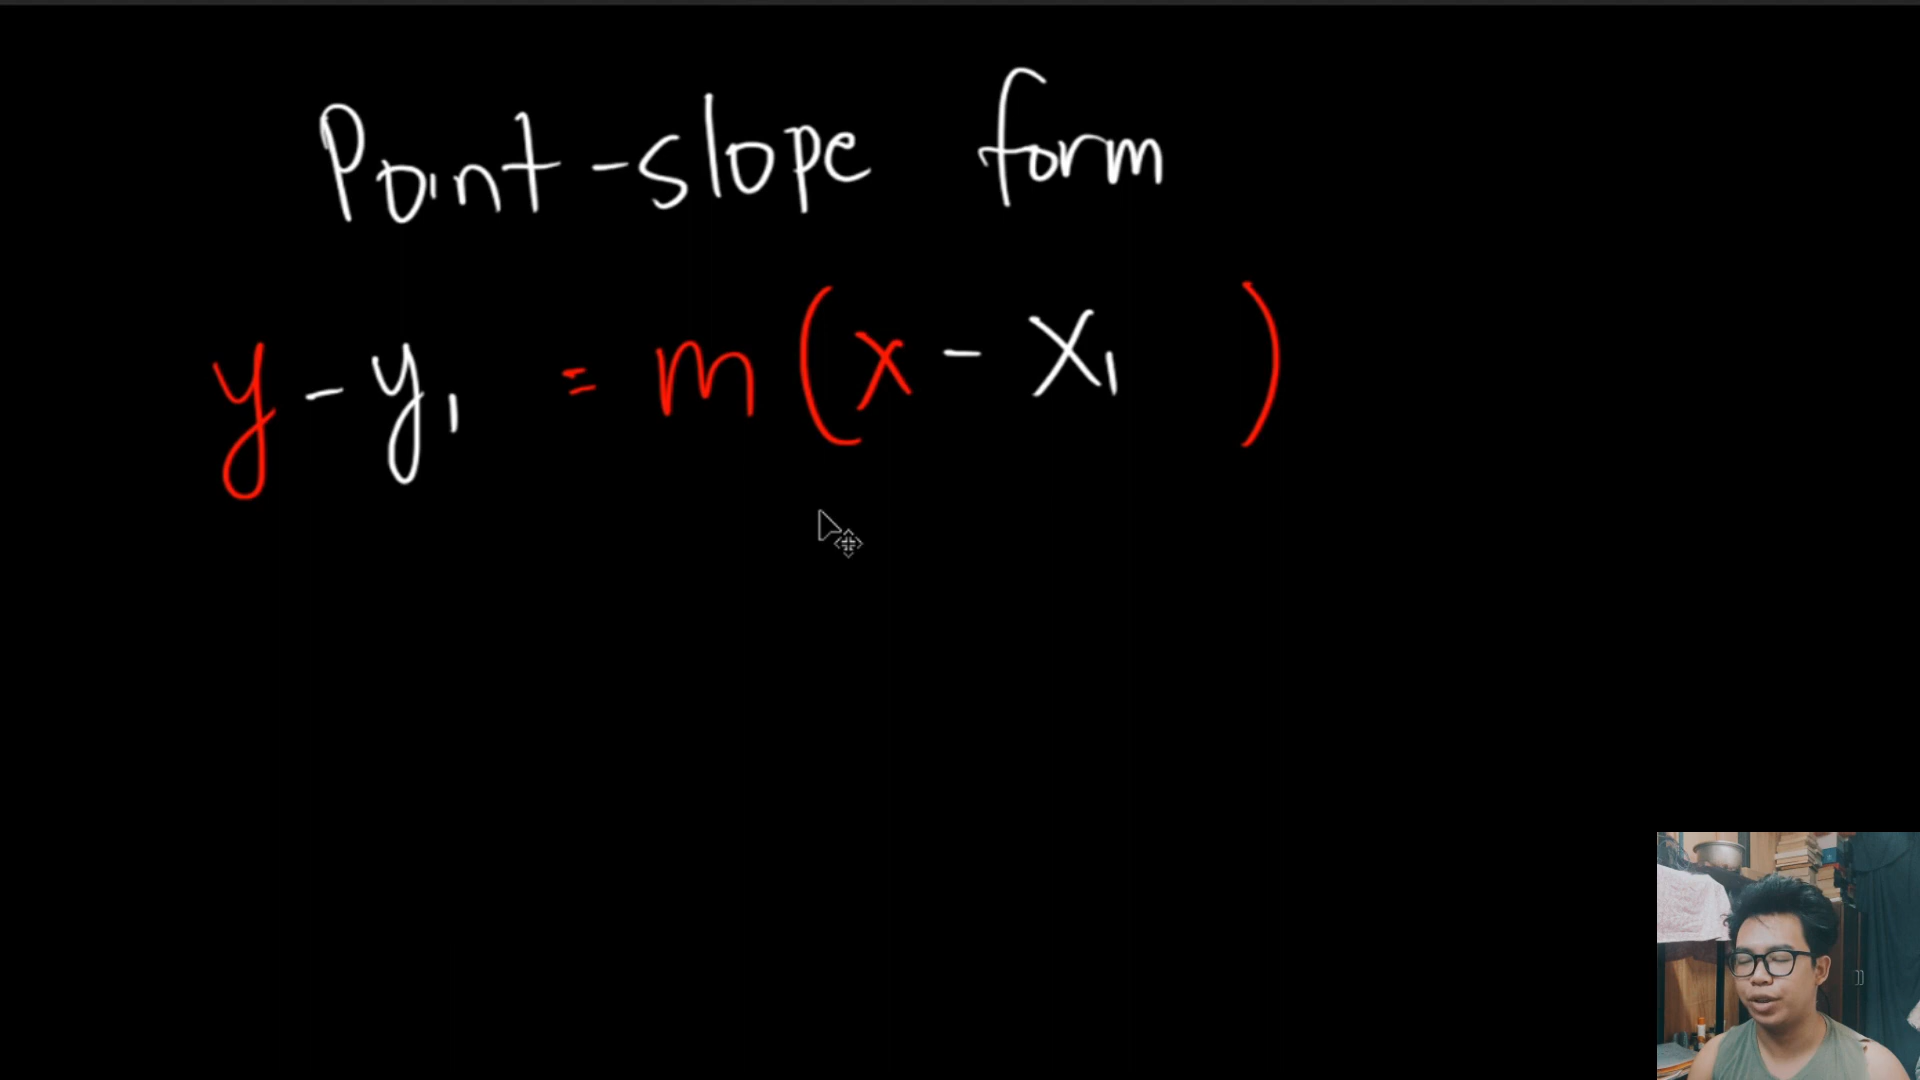 Point-slope form
y - y₁ = m(x - x₁ )